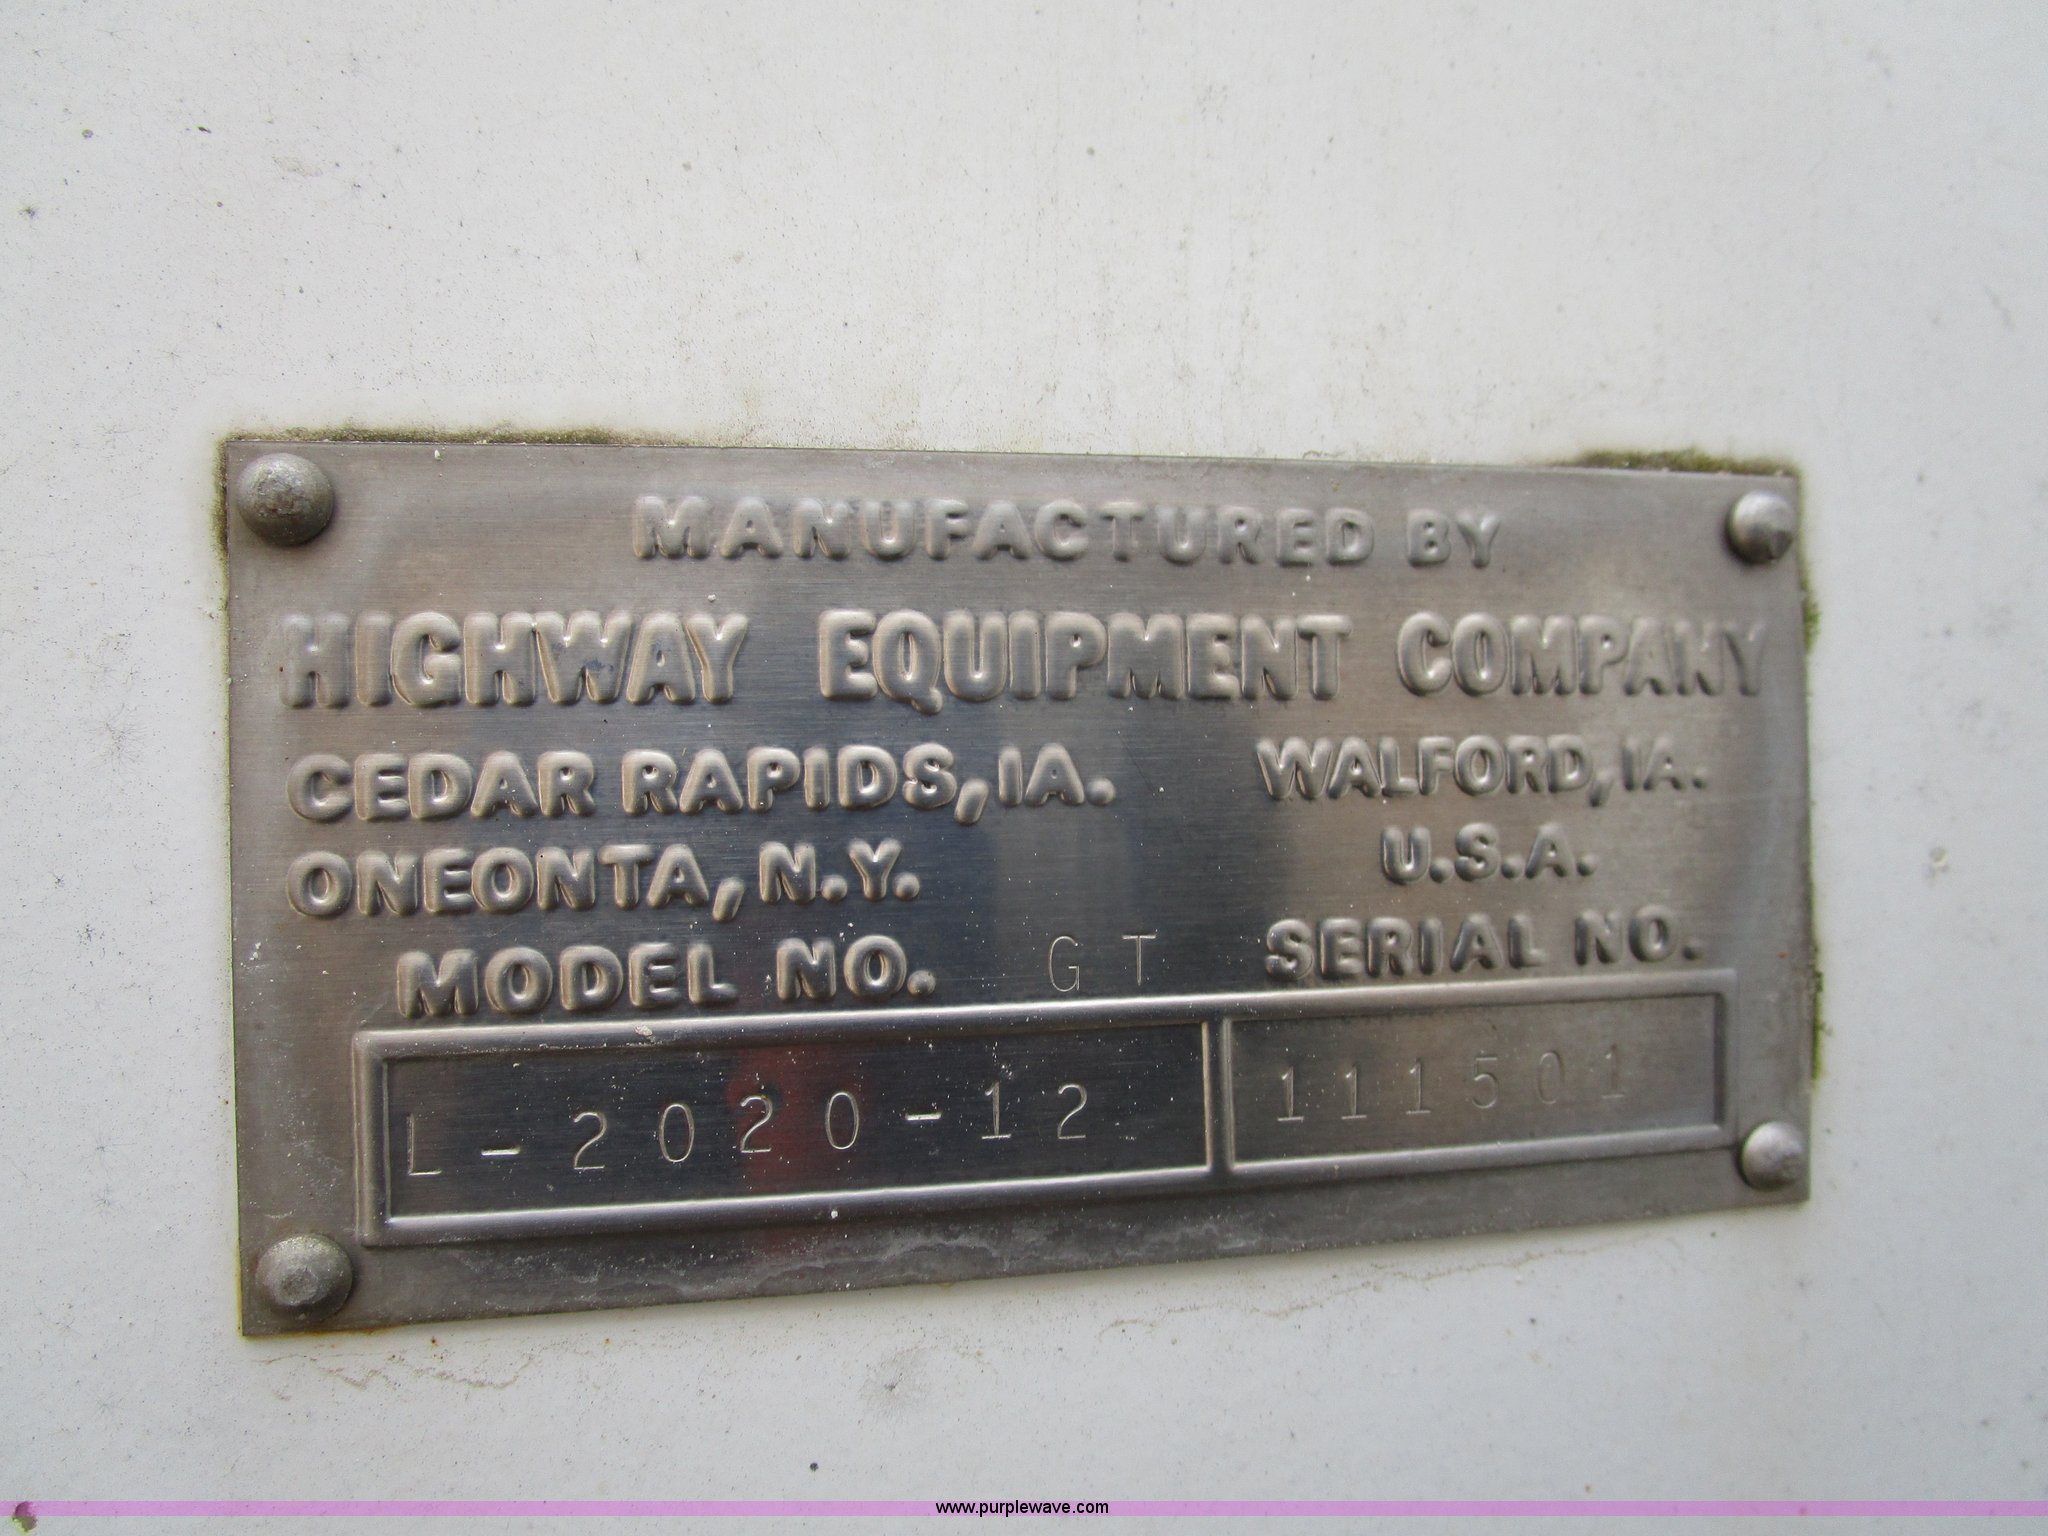 MANUFACTURED BY
HIGHWAY EQUIPMENT COMPANY
CEDAR RAPIDS, IA. WALFORD, IA.
ONEONTA, N.Y. U.S.A.
MODEL NO. GT SERIAL NO.
L-2020-12 111501
www.purplewave.com